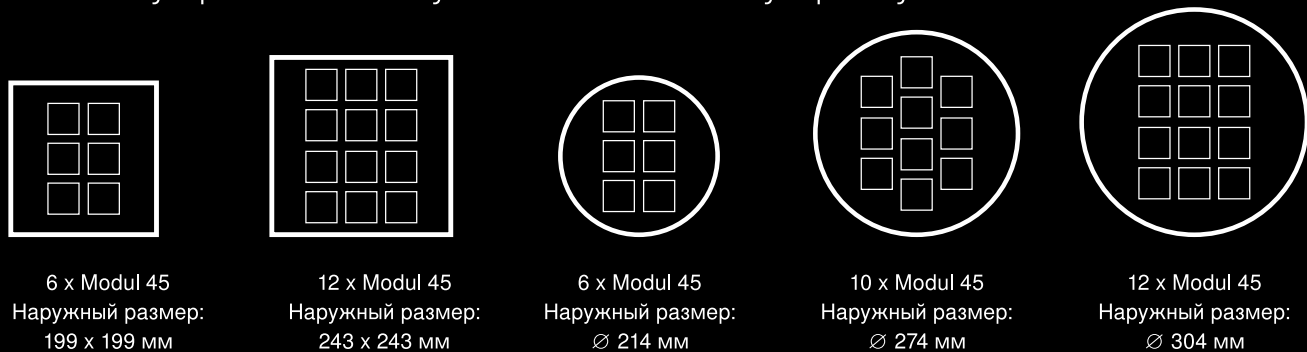 6 x Modul 45
Наружный размер:
199 x 199 мм
12 x Modul 45
Наружный размер:
243 x 243 мм
6 x Modul 45
Наружный размер:
∅ 214 мм
10 x Modul 45
Наружный размер:
∅ 274 мм
12 x Modul 45
Наружный размер:
∅ 304 мм